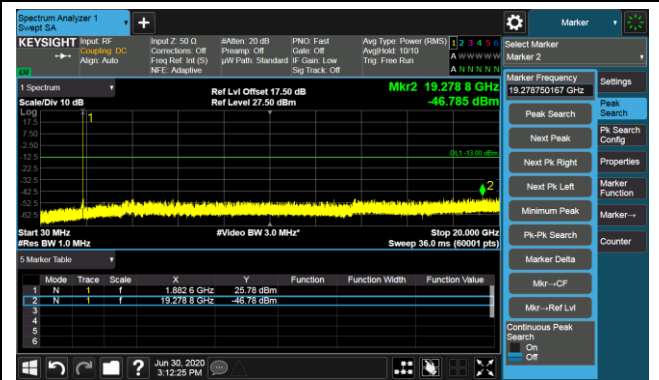 Spectrum Analyzer 1
Swept SA
+
KEYSIGHT
Input: RF
Coupling: DC
Align: Auto
Input Z: 50 Ω
Corrections: Off
Freq Ref: Int (S)
NFE: Adaptive
#Atten: 20 dB
Preamp: Off
µW Path: Standard
PNO: Fast
Gate: Off
IF Gain: Low
Sig Track: Off
Avg Type: Power (RMS)
Avg|Hold: 10/10
Trig: Free Run
1 2 3 4 5 6
A W W W W W
A N N N N N
1 Spectrum
Scale/Div 10 dB
Ref Lvl Offset 17.50 dB
Ref Level 27.50 dBm
Mkr2 19.278 8 GHz
-46.785 dBm
Log
17.5
7.50
-2.50
-12.5
-22.5
-32.5
-42.5
-52.5
-62.5
1
DL1 -13.00 dBm
2
Start 30 MHz
#Res BW 1.0 MHz
#Video BW 3.0 MHz*
Stop 20.000 GHz
Sweep 36.0 ms (60001 pts)
5 Marker Table
Mode Trace Scale X Y Function Function Width Function Value
1 N 1 f 1.882 6 GHz 25.78 dBm
2 N 1 f 19.278 8 GHz -46.78 dBm
3
4
5
6
?
Jun 30, 2020
3:12:25 PM
Marker
Select Marker
Marker 2
Marker Frequency
19.278750167 GHz
Peak Search
Next Peak
Next Pk Right
Next Pk Left
Minimum Peak
Pk-Pk Search
Marker Delta
Mkr→CF
Mkr→Ref Lvl
Continuous Peak
Search
On
Off
Settings
Peak
Search
Pk Search
Config
Properties
Marker
Function
Marker→
Counter